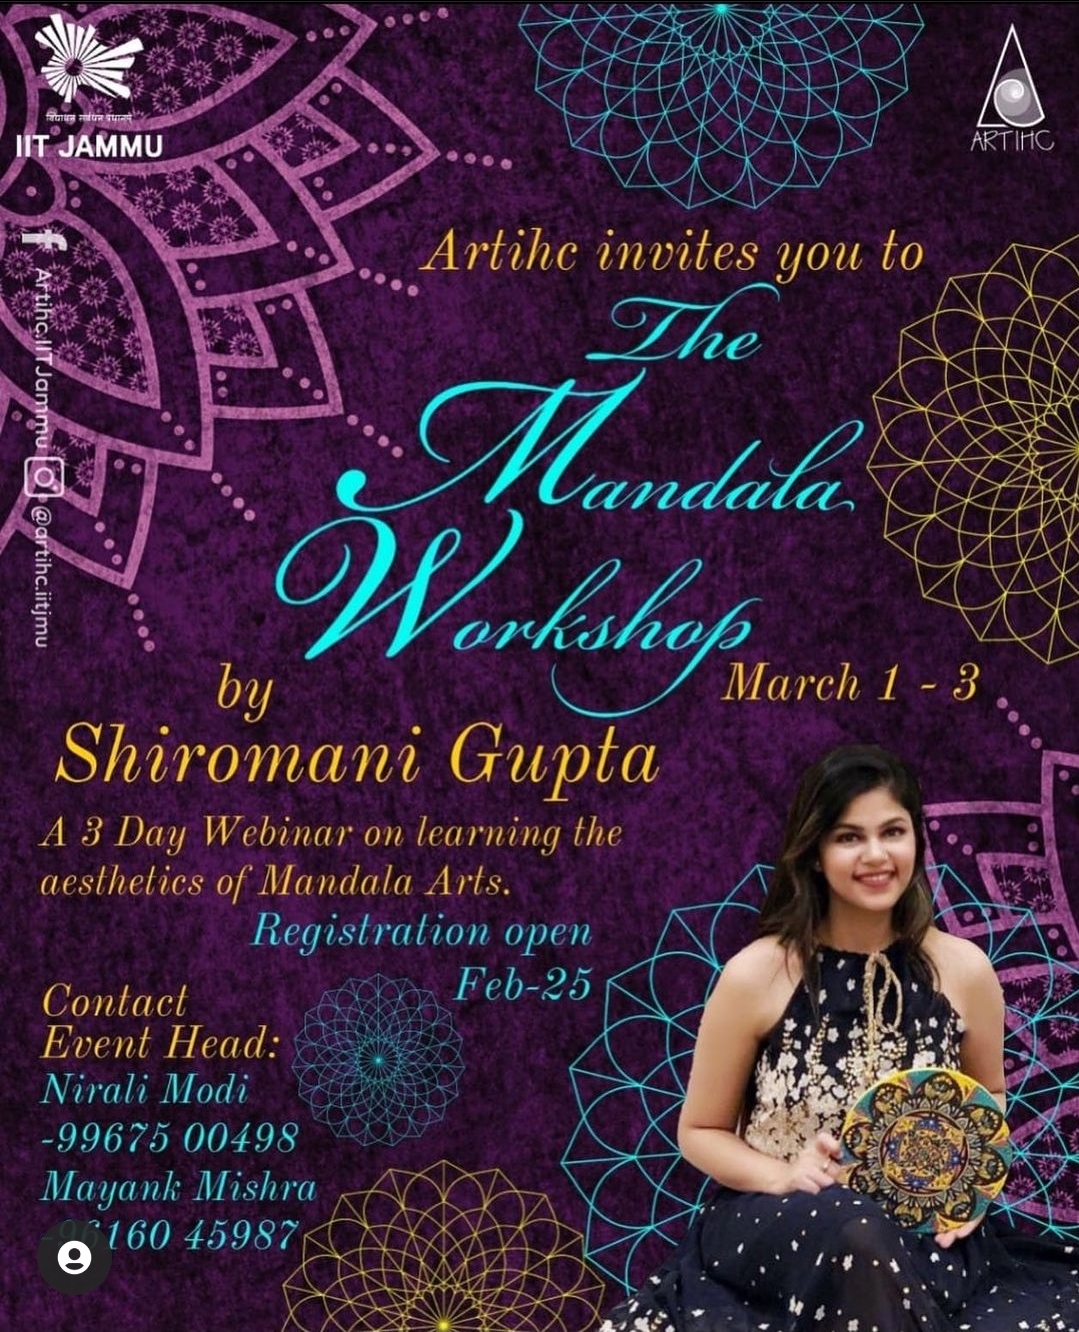 IIT JAMMU
ARTIHC
Artihc.IITJammu
@artihc.iitjmu
Artihc invites you to
The
Mandala
Workshop
March 1 - 3
by
Shiromani Gupta
A 3 Day Webinar on learning the
aesthetics of Mandala Arts.
Registration open
Feb-25
Contact
Event Head:
Nirali Modi
-99675 00498
Mayank Mishra
-96160 45987